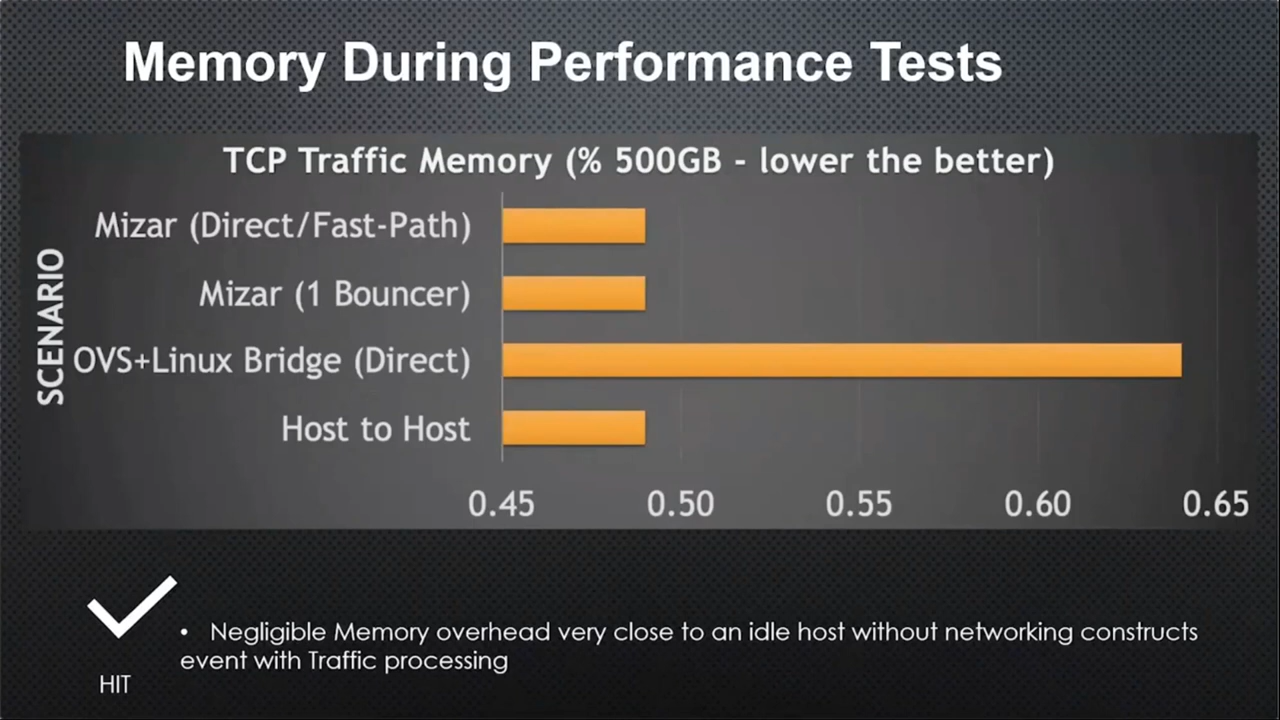 Memory During Performance Tests
TCP Traffic Memory (% 500GB - lower the better)
SCENARIO
Mizar (Direct/Fast-Path)
Mizar (1 Bouncer)
OVS+Linux Bridge (Direct)
Host to Host
0.45 0.50 0.55 0.60 0.65
• Negligible Memory overhead very close to an idle host without networking constructs
event with Traffic processing
HIT